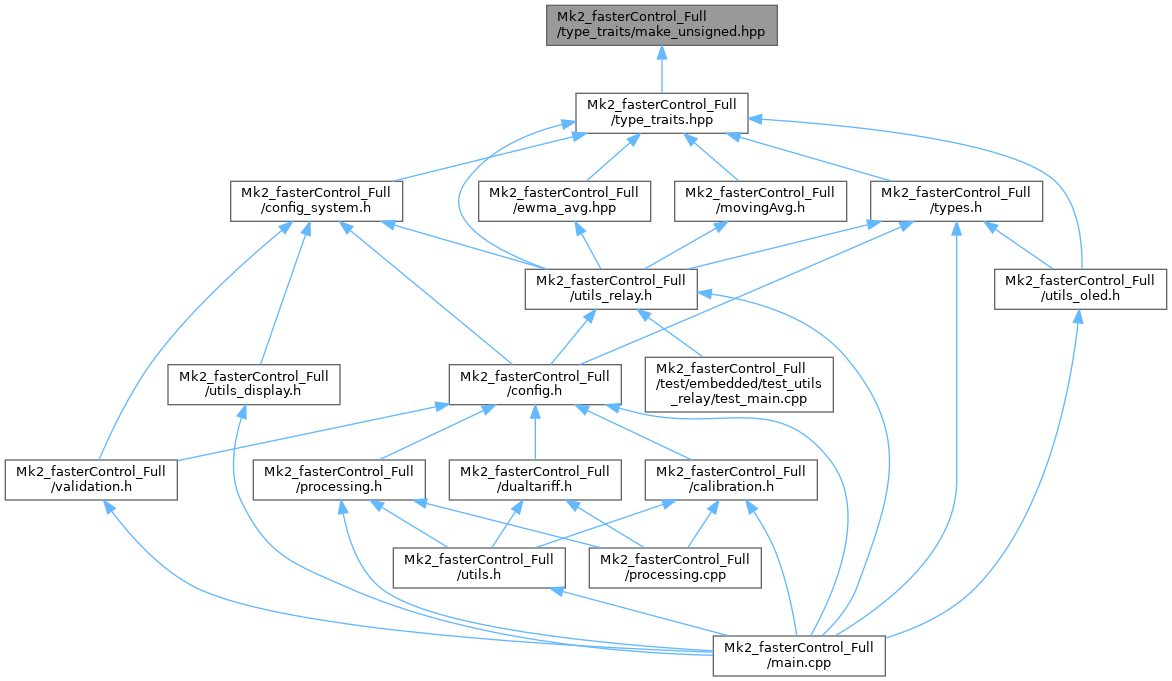 Mk2_fasterControl_Full
/type_traits/make_unsigned.hpp
Mk2_fasterControl_Full
/type_traits.hpp
Mk2_fasterControl_Full
/config_system.h
Mk2_fasterControl_Full
/ewma_avg.hpp
Mk2_fasterControl_Full
/movingAvg.h
Mk2_fasterControl_Full
/types.h
Mk2_fasterControl_Full
/utils_relay.h
Mk2_fasterControl_Full
/utils_oled.h
Mk2_fasterControl_Full
/utils_display.h
Mk2_fasterControl_Full
/config.h
Mk2_fasterControl_Full
/test/embedded/test_utils
_relay/test_main.cpp
Mk2_fasterControl_Full
/validation.h
Mk2_fasterControl_Full
/processing.h
Mk2_fasterControl_Full
/dualtariff.h
Mk2_fasterControl_Full
/calibration.h
Mk2_fasterControl_Full
/utils.h
Mk2_fasterControl_Full
/processing.cpp
Mk2_fasterControl_Full
/main.cpp